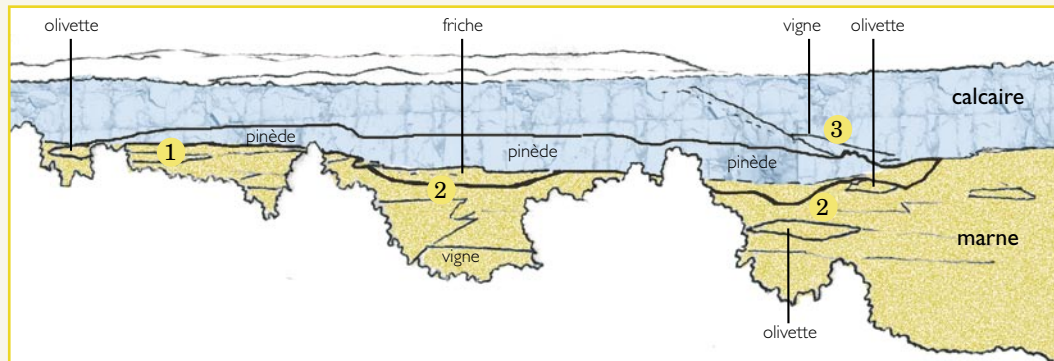 olivette
friche
vigne
olivette
calcaire
3
pinède
1
pinède
pinède
2
2
marne
vigne
olivette